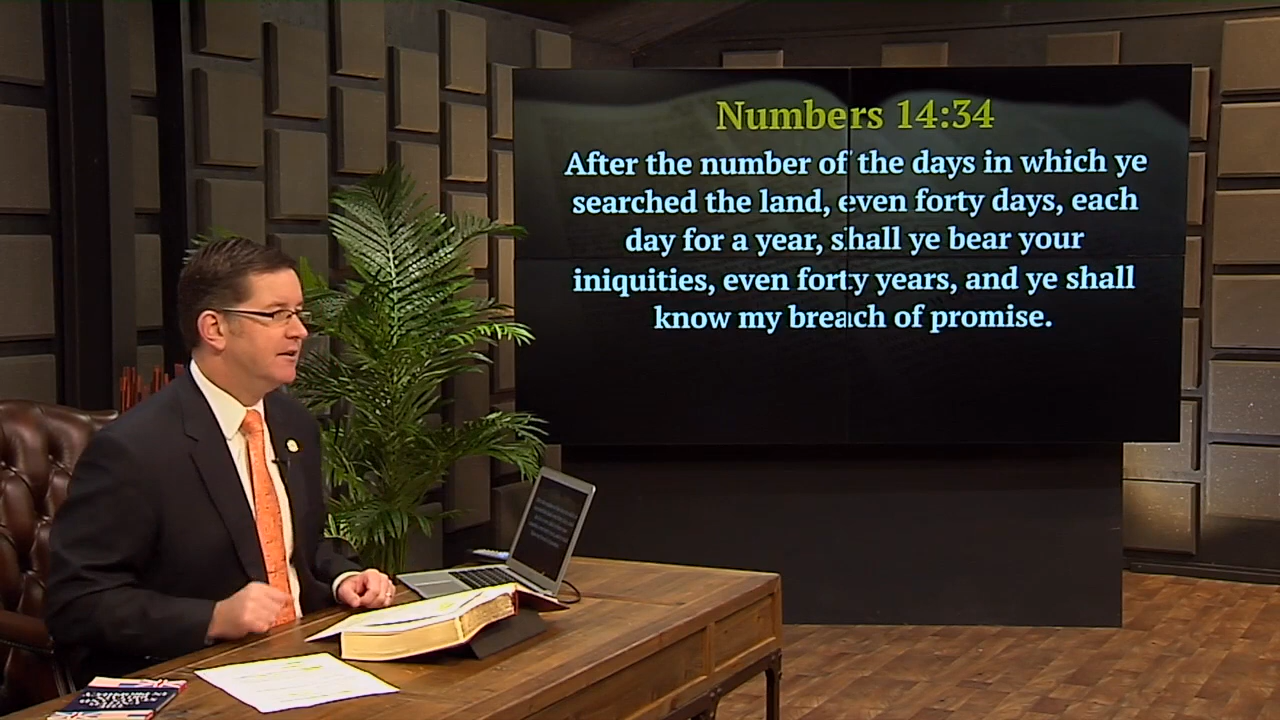 Numbers 14:34
After the number of the days in which ye
searched the land, even forty days, each
day for a year, shall ye bear your
iniquities, even forty years, and ye shall
know my breach of promise.